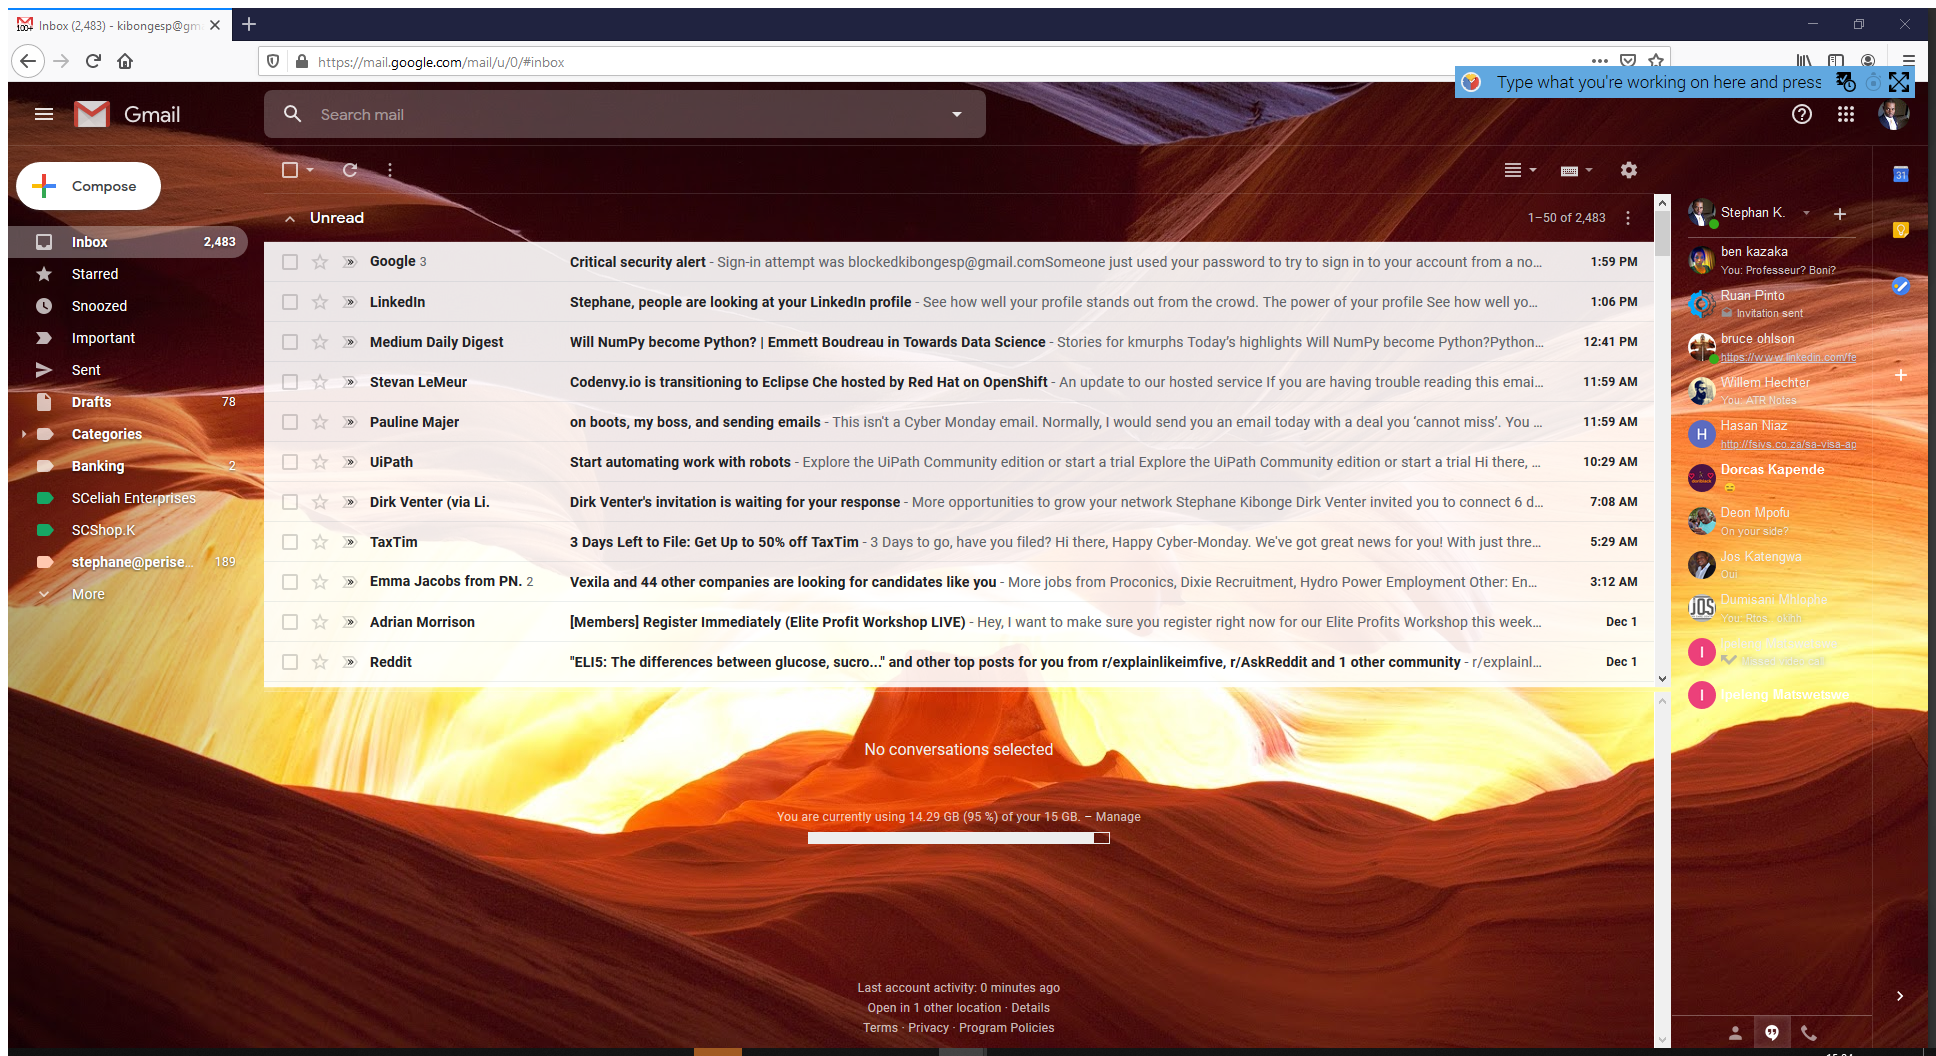 Inbox (2,483) - kibongesp@gm
https://mail.google.com/mail/u/0/#inbox
Type what you're working on here and press
Gmail
Search mail
Compose
Unread
1–50 of 2,483
Inbox 2,483
Starred
Snoozed
Important
Sent
Drafts 78
Categories
Banking 2
SCeliah Enterprises
SCShop.K
stephane@perise... 189
More
Google 3 Critical security alert - Sign-in attempt was blockedkibongesp@gmail.comSomeone just used your password to try to sign in to your account from a no... 1:59 PM
LinkedIn Stephane, people are looking at your LinkedIn profile - See how well your profile stands out from the crowd. The power of your profile See how well yo... 1:06 PM
Medium Daily Digest Will NumPy become Python? | Emmett Boudreau in Towards Data Science - Stories for kmurphs Today's highlights Will NumPy become Python?Python... 12:41 PM
Stevan LeMeur Codenvy.io is transitioning to Eclipse Che hosted by Red Hat on OpenShift - An update to our hosted service If you are having trouble reading this emai... 11:59 AM
Pauline Majer on boots, my boss, and sending emails - This isn't a Cyber Monday email. Normally, I would send you an email today with a deal you 'cannot miss'. You ... 11:59 AM
UiPath Start automating work with robots - Explore the UiPath Community edition or start a trial Explore the UiPath Community edition or start a trial Hi there, ... 10:29 AM
Dirk Venter (via Li. Dirk Venter's invitation is waiting for your response - More opportunities to grow your network Stephane Kibonge Dirk Venter invited you to connect 6 d... 7:08 AM
TaxTim 3 Days Left to File: Get Up to 50% off TaxTim - 3 Days to go, have you filed? Hi there, Happy Cyber-Monday. We've got great news for you! With just thre... 5:29 AM
Emma Jacobs from PN. 2 Vexila and 44 other companies are looking for candidates like you - More jobs from Proconics, Dixie Recruitment, Hydro Power Employment Other: En... 3:12 AM
Adrian Morrison [Members] Register Immediately (Elite Profit Workshop LIVE) - Hey, I want to make sure you register right now for our Elite Profits Workshop this week... Dec 1
Reddit "ELI5: The differences between glucose, sucro..." and other top posts for you from r/explainlikeimfive, r/AskReddit and 1 other community - r/explainl... Dec 1
No conversations selected
You are currently using 14.29 GB (95 %) of your 15 GB. – Manage
Last account activity: 0 minutes ago
Open in 1 other location · Details
Terms · Privacy · Program Policies
Stephan K.
ben kazaka
You: Professeur? Boni?
Ruan Pinto
Invitation sent
bruce ohlson
https://www.linkedin.com/fe
Willem Hechter
You: ATR Notes
H
Hasan Niaz
http://fsivs.co.za/sa-visa-ap
Dorcas Kapende
Deon Mpofu
On your side?
Jos Katengwa
Oui
JOS
Dumisani Mhlophe
You: Rtos - okhh
I
Missed video call
I
Ipeleng Matswetswe
31